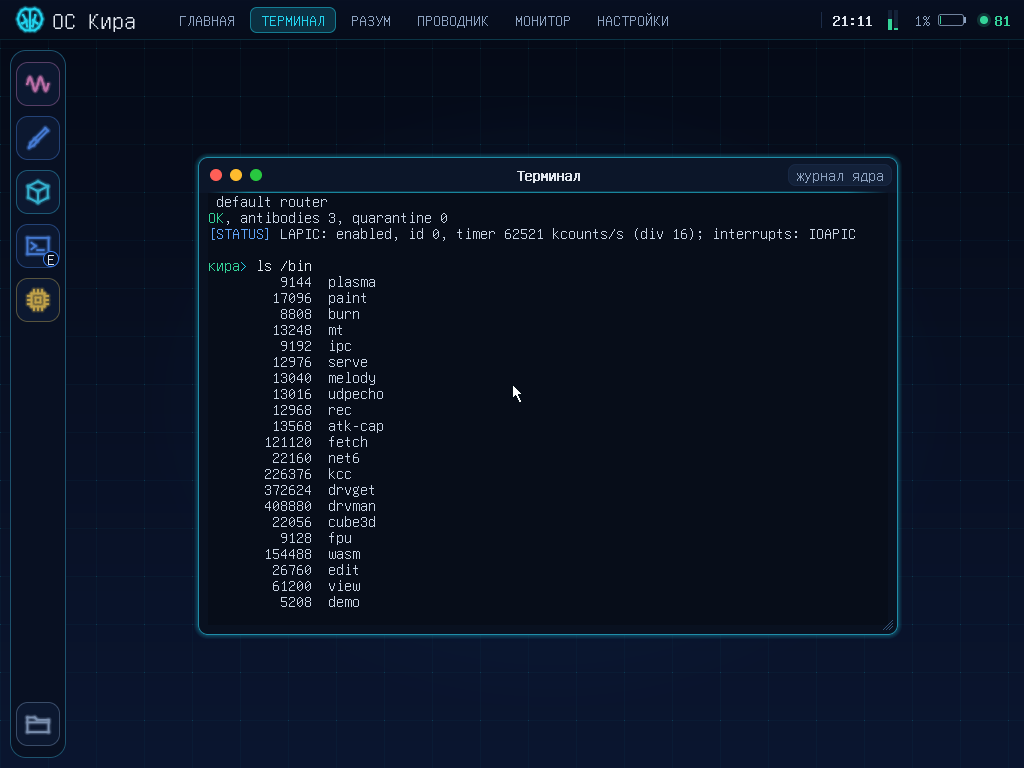 ОС Кира ГЛАВНАЯ ТЕРМИНАЛ РАЗУМ ПРОВОДНИК МОНИТОР НАСТРОЙКИ 21:11 1% 81
E
Терминал журнал ядра
default router
OK, antibodies 3, quarantine 0
[STATUS] LAPIC: enabled, id 0, timer 62521 kcounts/s (div 16); interrupts: IOAPIC
кира> ls /bin
9144 plasma
17096 paint
8808 burn
13248 mt
9192 ipc
12976 serve
13040 melody
13016 udpecho
12968 rec
13568 atk-cap
121120 fetch
22160 net6
226376 kcc
372624 drvget
408880 drvman
22056 cube3d
9128 fpu
154488 wasm
26760 edit
61200 view
5208 demo